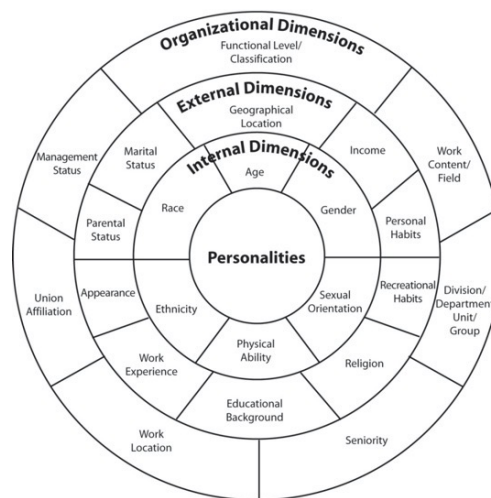 Organizational Dimensions
Functional Level/
Classification
External Dimensions
Geographical
Location
Internal Dimensions
Age
Management
Status
Marital
Status
Race
Gender
Income
Work
Content/
Field
Parental
Status
Personalities
Personal
Habits
Union
Affiliation
Appearance
Ethnicity
Physical
Ability
Sexual
Orientation
Recreational
Habits
Division/
Department
Unit/
Group
Work
Experience
Educational
Background
Religion
Work
Location
Seniority